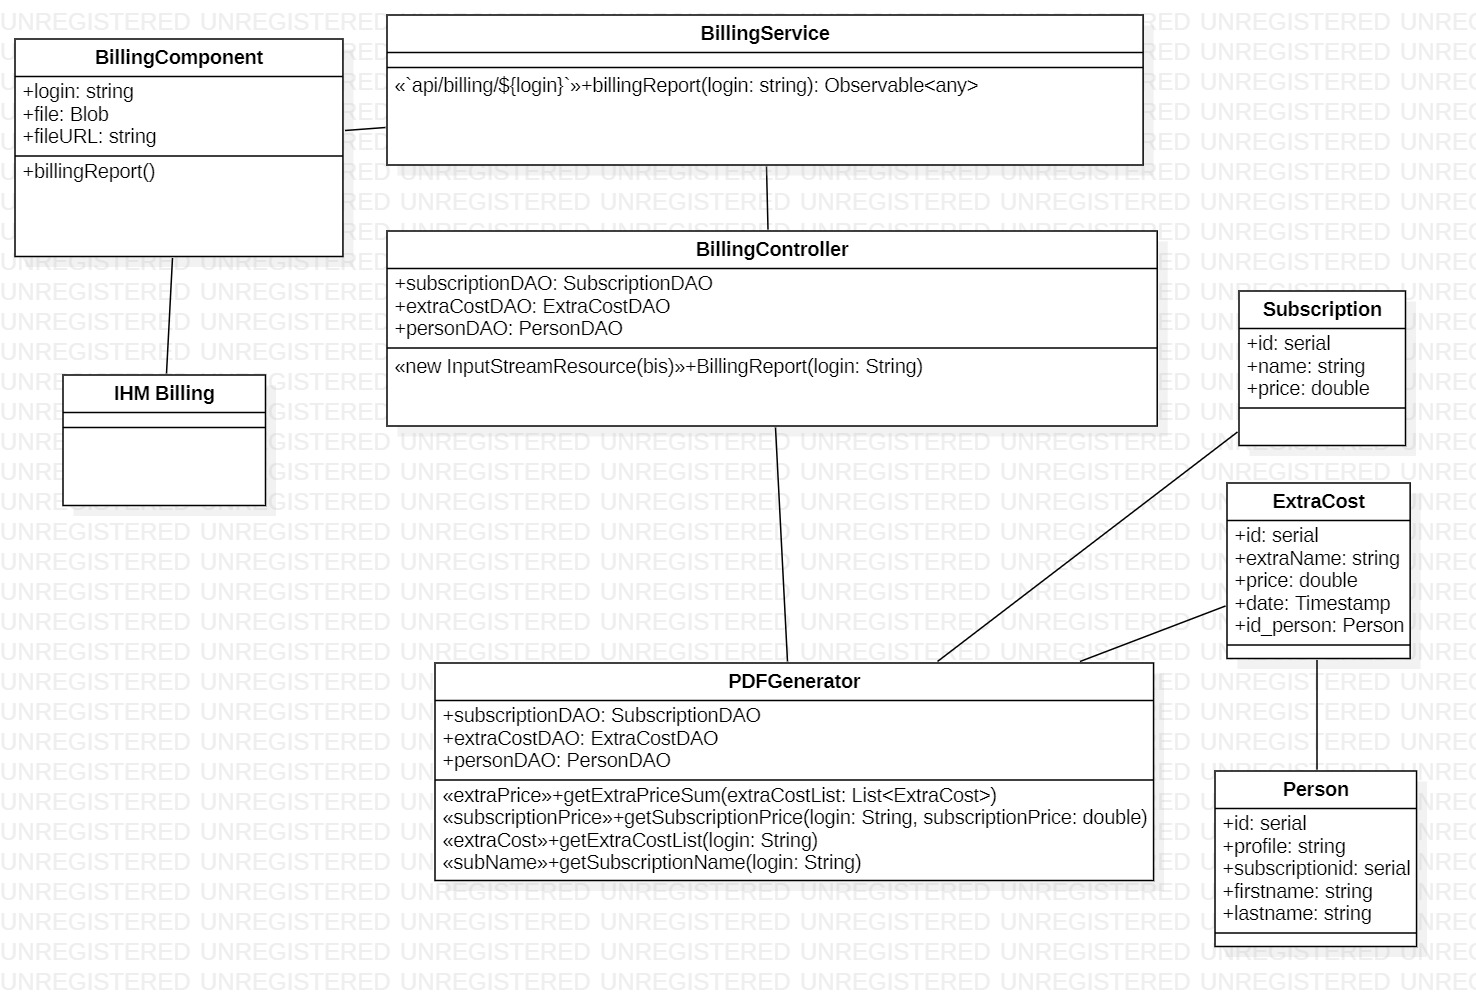 BillingComponent
+login: string
+file: Blob
+fileURL: string
+billingReport()
BillingService
«`api/billing/${login}`»+billingReport(login: string): Observable<any>
BillingController
+subscriptionDAO: SubscriptionDAO
+extraCostDAO: ExtraCostDAO
+personDAO: PersonDAO
«new InputStreamResource(bis)»+BillingReport(login: String)
IHM Billing
Subscription
+id: serial
+name: string
+price: double
ExtraCost
+id: serial
+extraName: string
+price: double
+date: Timestamp
+id_person: Person
PDFGenerator
+subscriptionDAO: SubscriptionDAO
+extraCostDAO: ExtraCostDAO
+personDAO: PersonDAO
«extraPrice»+getExtraPriceSum(extraCostList: List<ExtraCost>)
«subscriptionPrice»+getSubscriptionPrice(login: String, subscriptionPrice: double)
«extraCost»+getExtraCostList(login: String)
«subName»+getSubscriptionName(login: String)
Person
+id: serial
+profile: string
+subscriptionid: serial
+firstname: string
+lastname: string
UNREGISTERED